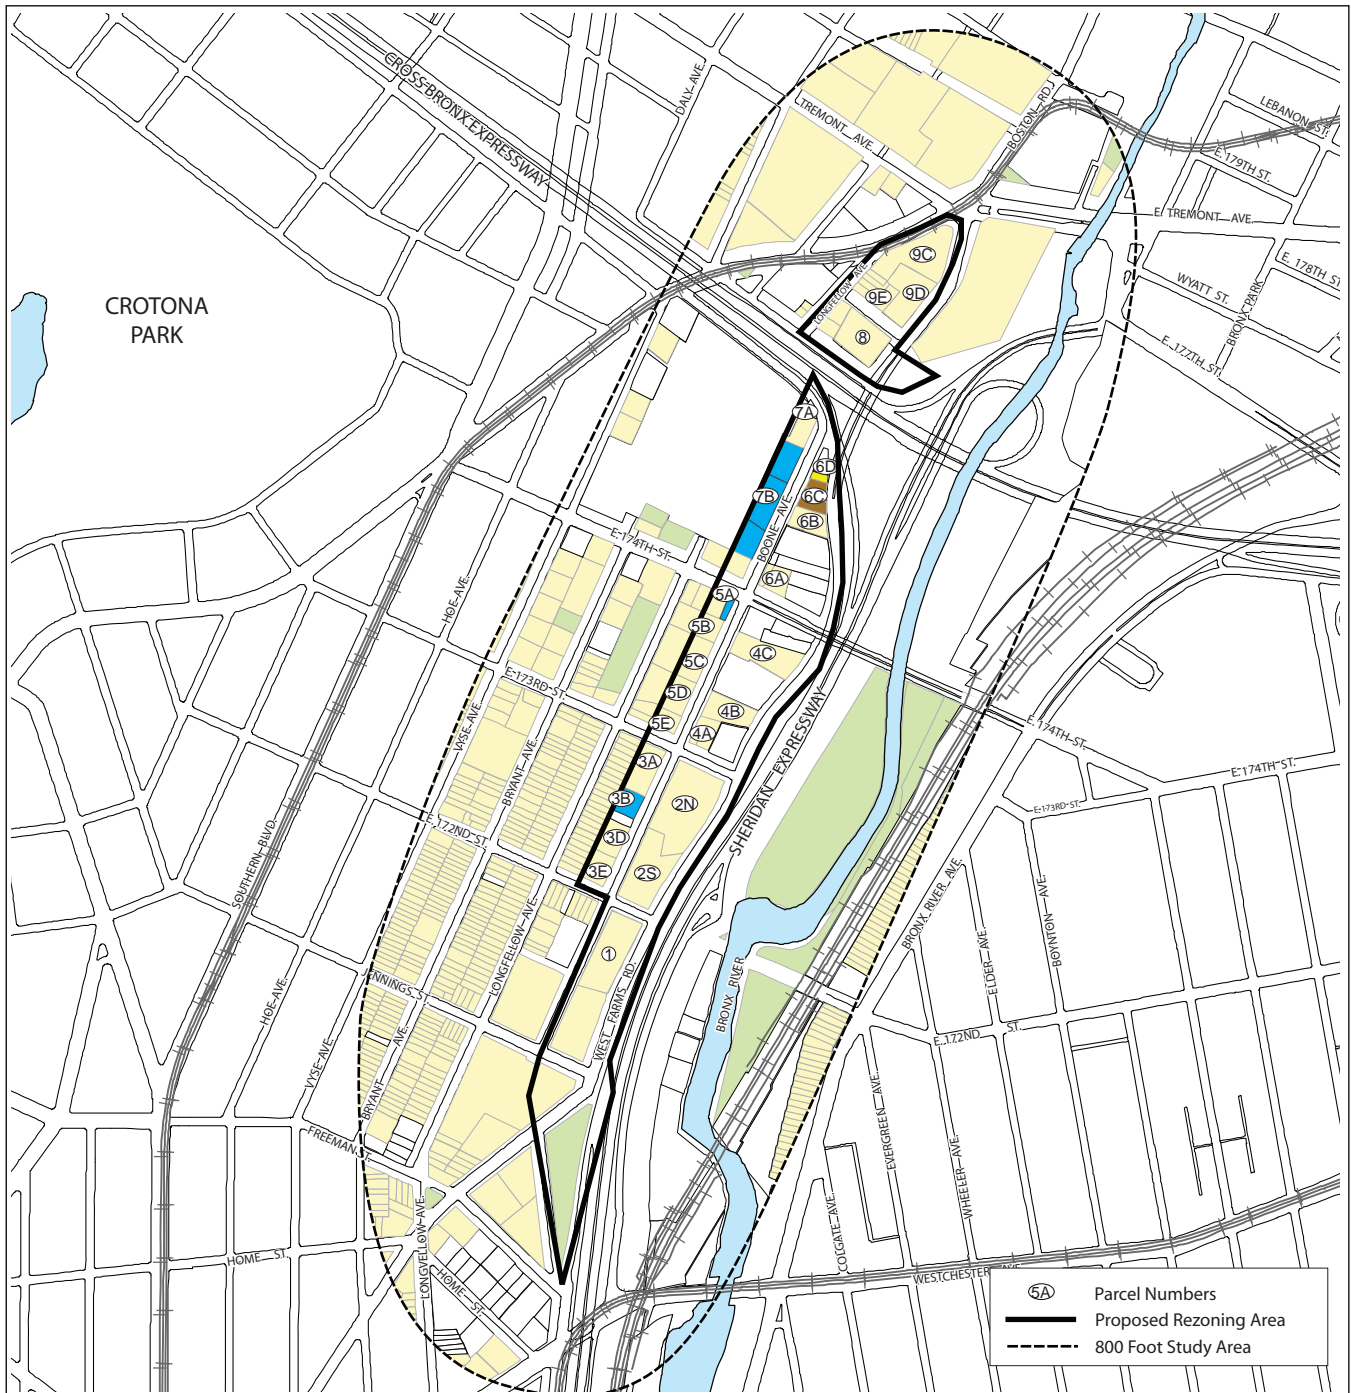 CROSS BRONX EXPRESSWAY
DALY AVE.
TREMONT AVE.
BOSTON RD.
LEBANON ST.
E. 179TH ST.
E. TREMONT AVE.
E. 178TH ST.
WYATT ST.
BRONX PARK
E. 177TH ST.
CROTONA
PARK
LONGFELLOW AVE.
9C
9D
9E
8
7A
6D
7B
6C
6B
BOONE AVE.
E. 174TH ST.
6A
5A
5B
HOE AVE.
5C
4C
E. 173RD ST.
5D
4B
5E
4A
VYSE AVE.
SHERIDAN EXPRESSWAY
E. 174TH ST.
E. 174TH ST.
3A
BRYANT AVE.
3B
2N
E. 173RD ST.
E. 172ND ST.
3D
3E
2S
SOUTHERN BLVD.
LONGFELLOW AVE.
BRONX RIVER AVE.
BOYNTON AVE.
ELDER AVE.
1
JENNINGS ST.
HOE AVE.
WEST FARMS RD.
BRONX RIVER
E. 172ND ST.
VYSE AVE.
BRYANT AVE.
FREEMAN ST.
EVERGREEN AVE.
WHEELER AVE.
COLGATE AVE.
LONGVELLOW AVE.
HOME ST.
HOME ST.
WESTCHESTER AVE.
5A Parcel Numbers
Proposed Rezoning Area
800 Foot Study Area